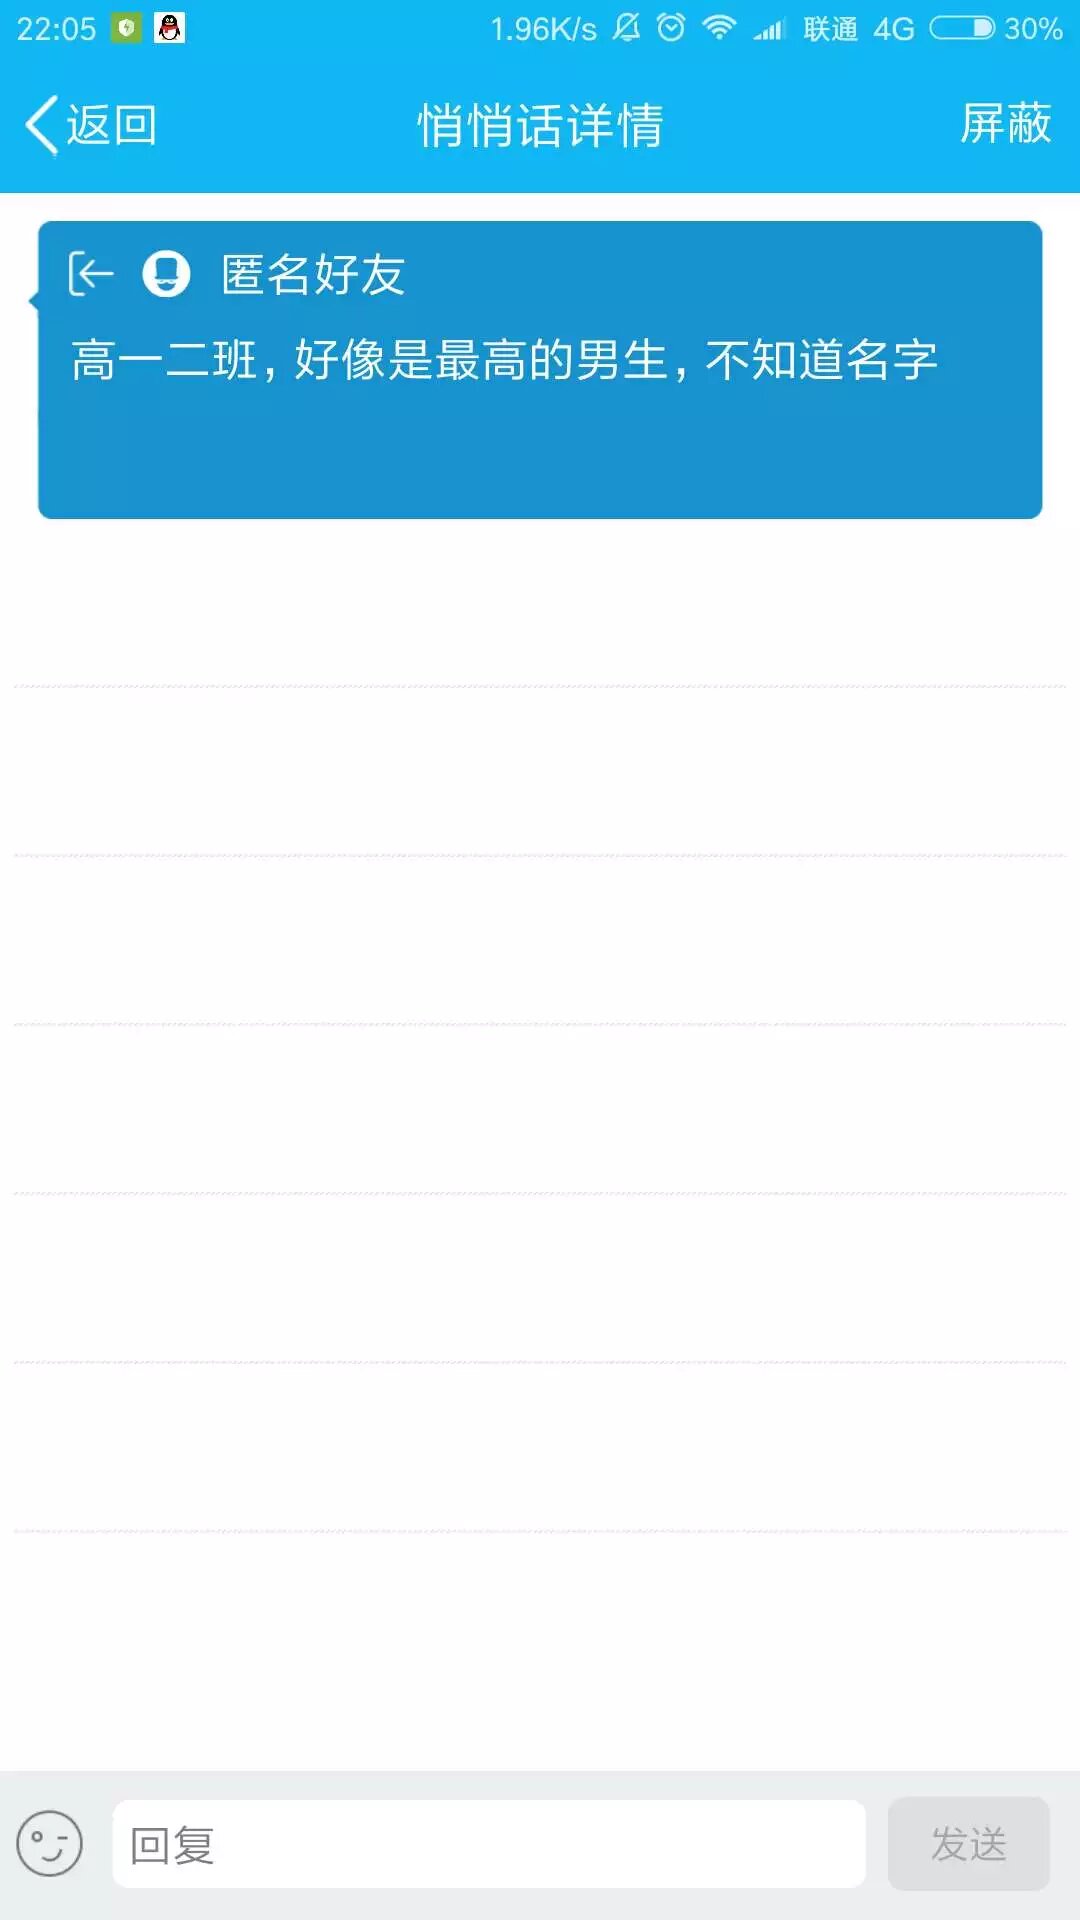 22:05 1.96K/s 联通 4G 30%
返回 悄悄话详情 屏蔽
匿名好友
高一二班，好像是最高的男生，不知道名字
回复 发送